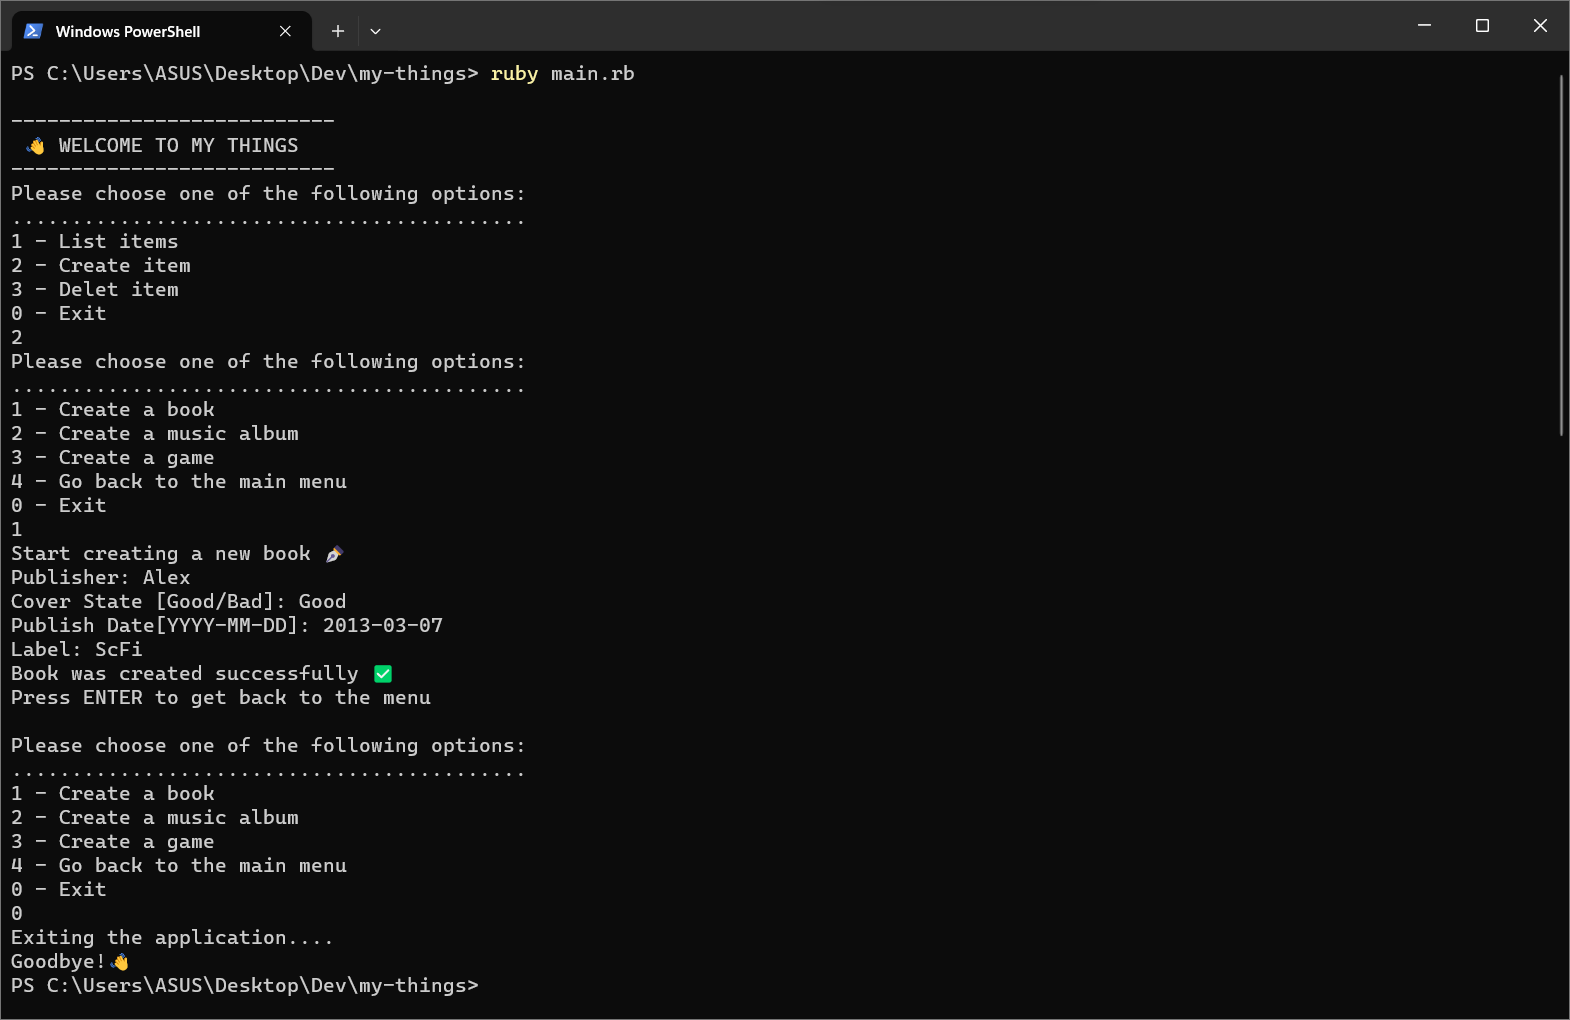 Windows PowerShell
PS C:\Users\ASUS\Desktop\Dev\my-things> ruby main.rb
---------------------------
👋 WELCOME TO MY THINGS
---------------------------
Please choose one of the following options:
...........................................
1 - List items
2 - Create item
3 - Delet item
0 - Exit
2
Please choose one of the following options:
...........................................
1 - Create a book
2 - Create a music album
3 - Create a game
4 - Go back to the main menu
0 - Exit
1
Start creating a new book 🖋
Publisher: Alex
Cover State [Good/Bad]: Good
Publish Date[YYYY-MM-DD]: 2013-03-07
Label: ScFi
Book was created successfully ✅
Press ENTER to get back to the menu
Please choose one of the following options:
...........................................
1 - Create a book
2 - Create a music album
3 - Create a game
4 - Go back to the main menu
0 - Exit
0
Exiting the application....
Goodbye!👋
PS C:\Users\ASUS\Desktop\Dev\my-things>